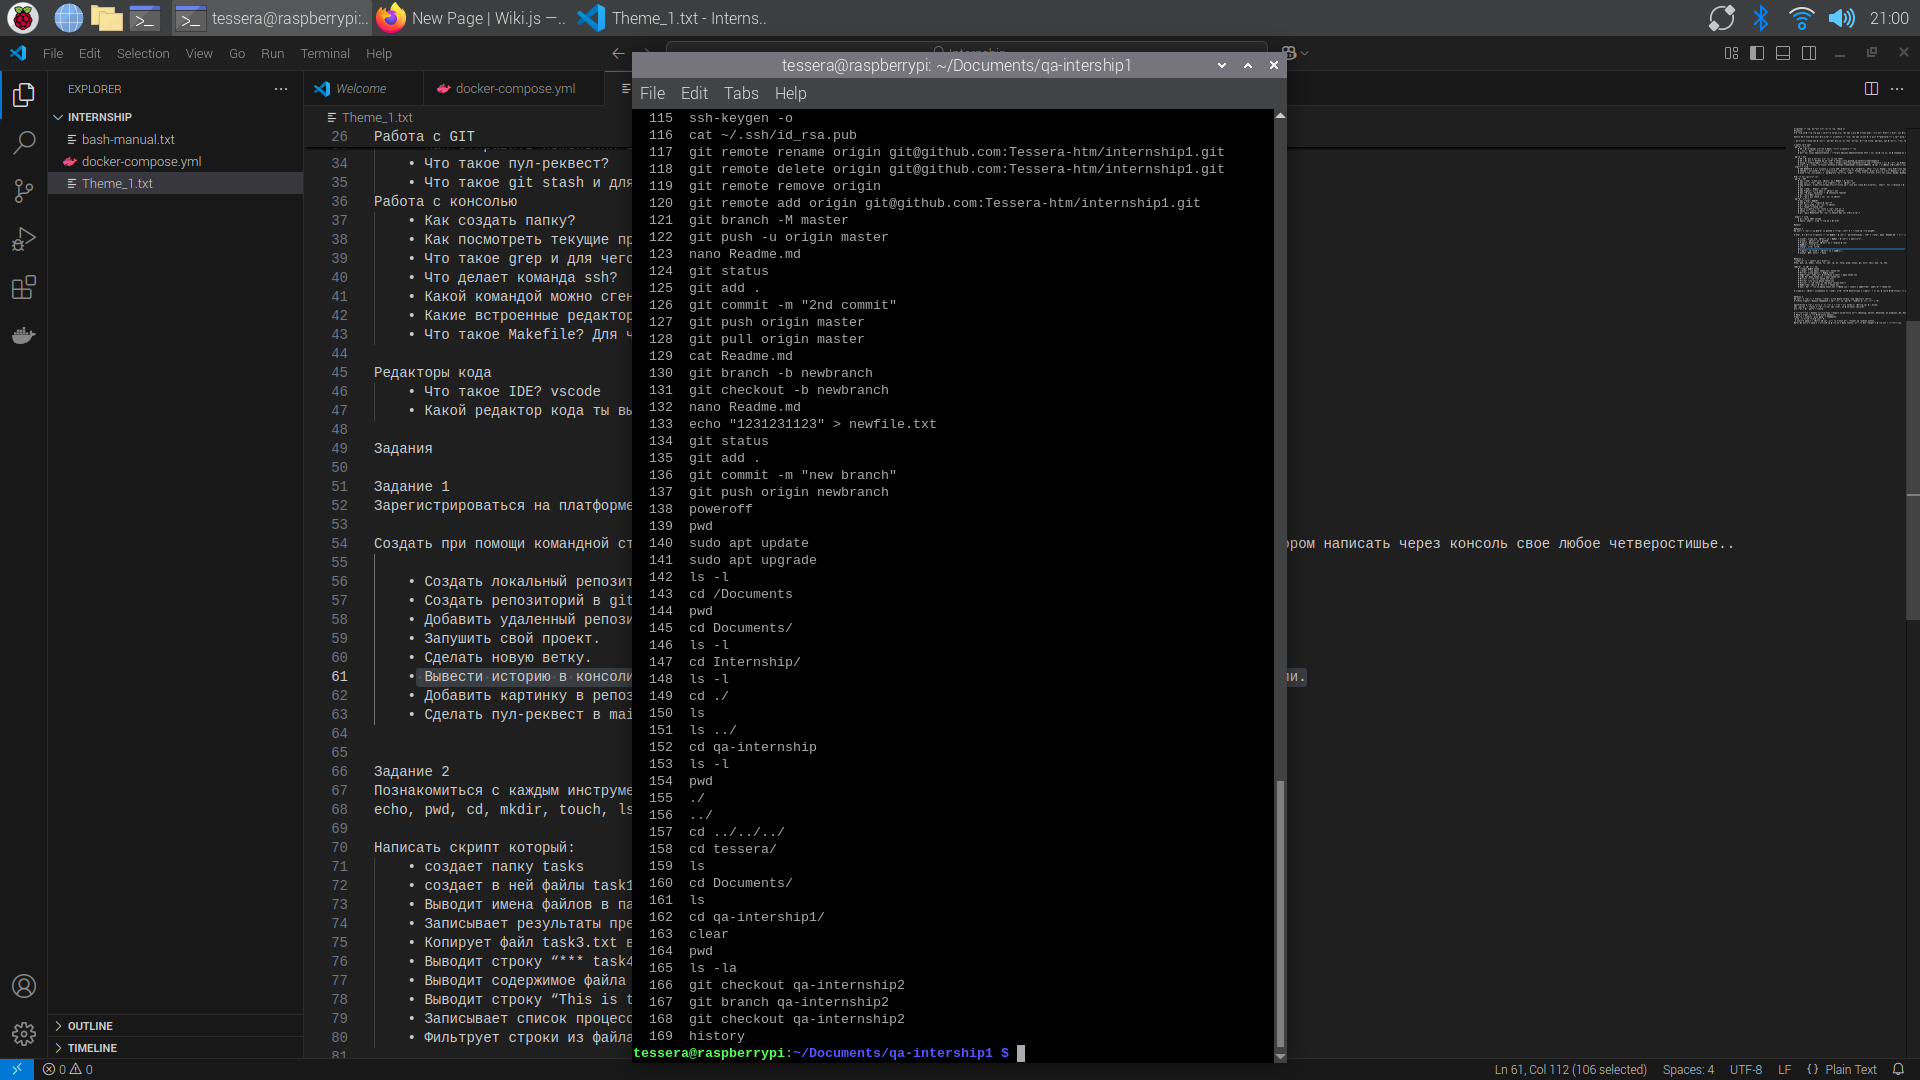 tessera@raspberrypi:..
New Page | Wiki.js —..
Theme_1.txt - Interns..
21:00
File Edit Selection View Go Run Terminal Help
EXPLORER
INTERNSHIP
bash-manual.txt
docker-compose.yml
Theme_1.txt
OUTLINE
TIMELINE
Welcome
docker-compose.yml
Theme_1.txt
26 Работа с GIT
34 • Что такое пул-реквест?
35 • Что такое git stash и для
36 Работа с консолью
37 • Как создать папку?
38 • Как посмотреть текущие пр
39 • Что такое grep и для чего
40 • Что делает команда ssh?
41 • Какой командой можно сген
42 • Какие встроенные редактор
43 • Что такое Makefile? Для ч
44
45 Редакторы кода
46 • Что такое IDE? vscode
47 • Какой редактор кода ты вы
48
49 Задания
50
51 Задание 1
52 Зарегистрироваться на платформе
53
54 Создать при помощи командной ст
ром написать через консоль свое любое четверостишье..
55
56 • Создать локальный репозит
57 • Создать репозиторий в git
58 • Добавить удаленный репози
59 • Запушить свой проект.
60 • Сделать новую ветку.
61 • Вывести историю в консоли
ли.
62 • Добавить картинку в репоз
63 • Сделать пул-реквест в mai
64
65
66 Задание 2
67 Познакомиться с каждым инструме
68 echo, pwd, cd, mkdir, touch, ls
69
70 Написать скрипт который:
71 • создает папку tasks
72 • создает в ней файлы task1
73 • Выводит имена файлов в па
74 • Записывает результаты пре
75 • Копирует файл task3.txt в
76 • Выводит строку “*** task4
77 • Выводит содержимое файла
78 • Выводит строку “This is t
79 • Записывает список процесс
80 • Фильтрует строки из файла
81
tessera@raspberrypi: ~/Documents/qa-intership1
File Edit Tabs Help
115 ssh-keygen -o
116 cat ~/.ssh/id_rsa.pub
117 git remote rename origin git@github.com:Tessera-htm/internship1.git
118 git remote delete origin git@github.com:Tessera-htm/internship1.git
119 git remote remove origin
120 git remote add origin git@github.com:Tessera-htm/internship1.git
121 git branch -M master
122 git push -u origin master
123 nano Readme.md
124 git status
125 git add .
126 git commit -m "2nd commit"
127 git push origin master
128 git pull origin master
129 cat Readme.md
130 git branch -b newbranch
131 git checkout -b newbranch
132 nano Readme.md
133 echo "1231231123" > newfile.txt
134 git status
135 git add .
136 git commit -m "new branch"
137 git push origin newbranch
138 poweroff
139 pwd
140 sudo apt update
141 sudo apt upgrade
142 ls -l
143 cd /Documents
144 pwd
145 cd Documents/
146 ls -l
147 cd Internship/
148 ls -l
149 cd ./
150 ls
151 ls ../
152 cd qa-internship
153 ls -l
154 pwd
155 ./
156 ../
157 cd ../../../
158 cd tessera/
159 ls
160 cd Documents/
161 ls
162 cd qa-intership1/
163 clear
164 pwd
165 ls -la
166 git checkout qa-internship2
167 git branch qa-internship2
168 git checkout qa-internship2
169 history
tessera@raspberrypi:~/Documents/qa-intership1 $
0 0
Ln 61, Col 112 (106 selected) Spaces: 4 UTF-8 LF {} Plain Text